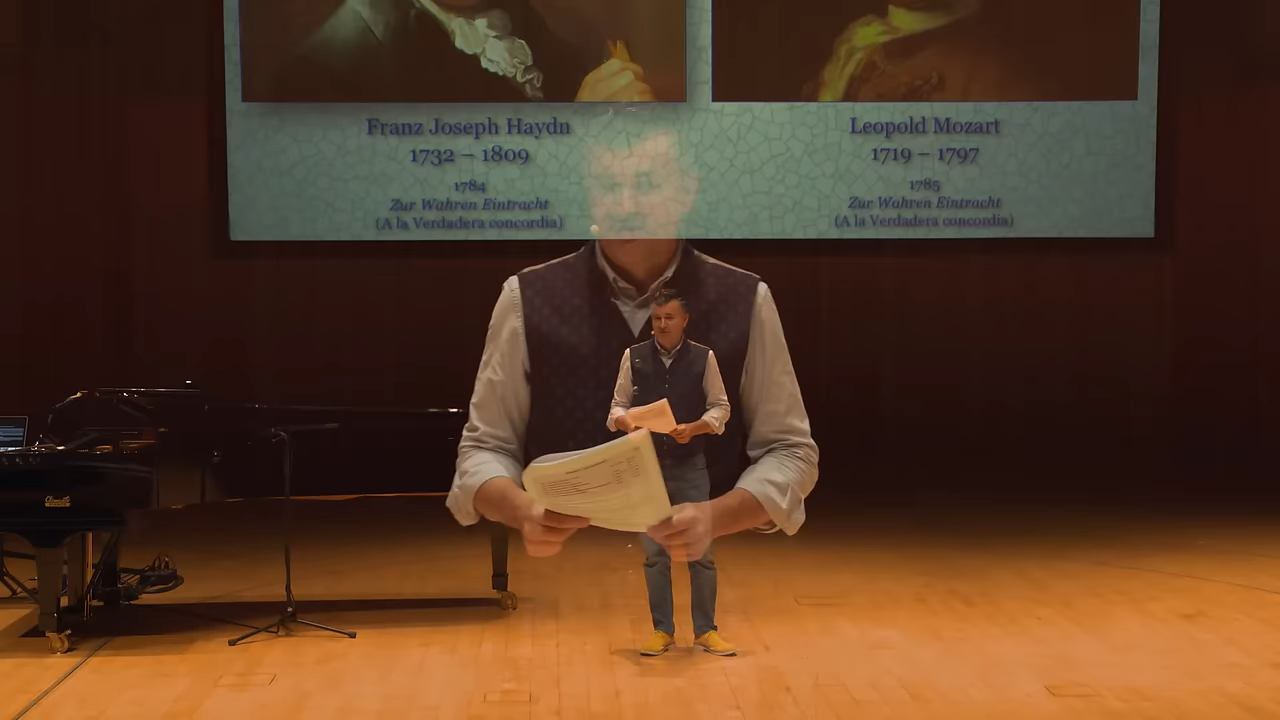 Franz Joseph Haydn
1732 – 1809
1784
Zur Wahren Eintracht
(A la Verdadera concordia)
Leopold Mozart
1719 – 1797
1785
Zur Wahren Eintracht
(A la Verdadera concordia)